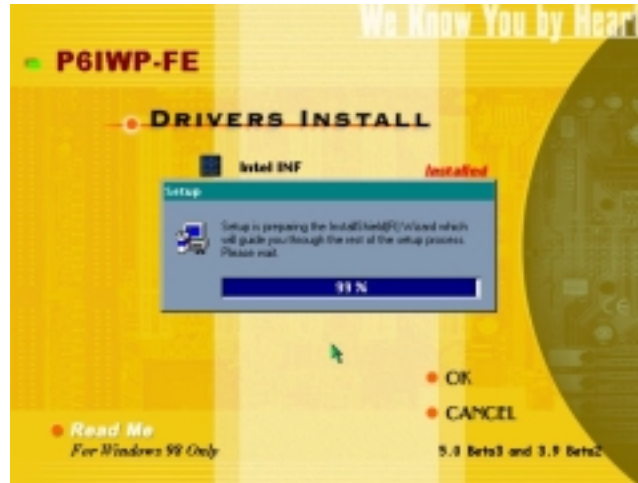 We Know You by Heart
P6IWP-FE
DRIVERS INSTALL
Intel INF Installed
Setup
Setup is preparing the InstallShield(R) Wizard which
will guide you through the rest of the setup process.
Please wait.
99 %
OK
CANCEL
Read Me
For Windows 98 Only
5.0 Beta3 and 3.9 Beta2